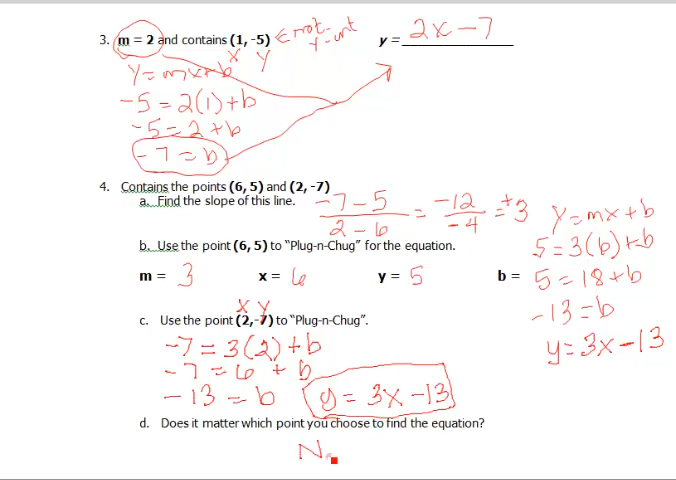 3. m = 2 and contains (1, -5) ← not y-int y = 2x - 7
x y
y = mx + b
-5 = 2(1) + b
-5 = 2 + b
-7 = b
4. Contains the points (6, 5) and (2, -7)
a. Find the slope of this line. -7 - 5 / 2 - 6 = -12 / -4 = +3
y = mx + b
b. Use the point (6, 5) to "Plug-n-Chug" for the equation.
5 = 3(6) + b
m = 3 x = 6 y = 5 b =
5 = 18 + b
-13 = b
y = 3x - 13
x y
c. Use the point (2, -7) to "Plug-n-Chug".
-7 = 3(2) + b
-7 = 6 + b
-13 = b y = 3x - 13
d. Does it matter which point you choose to find the equation?
N